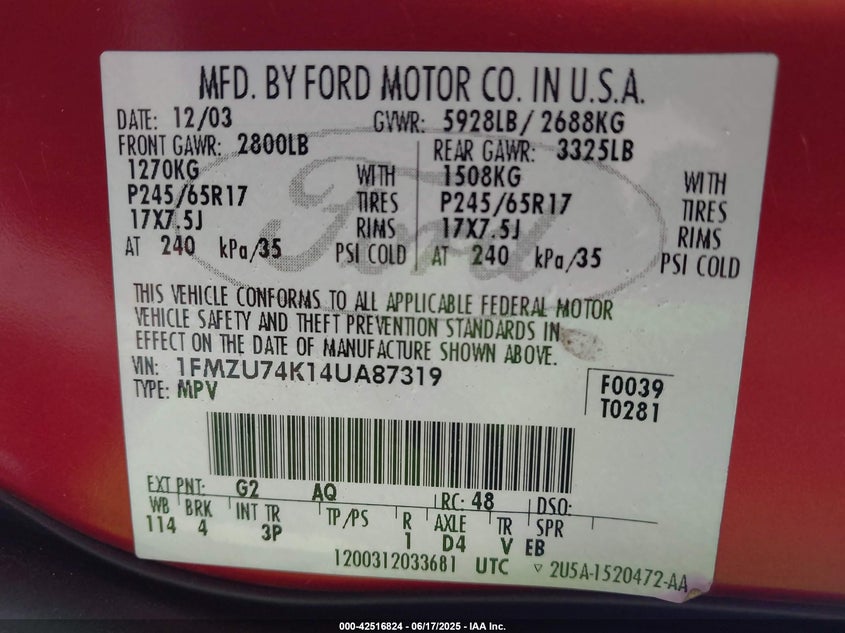 MFD. BY FORD MOTOR CO. IN U.S.A.
DATE: 12/03 GVWR: 5928LB/ 2688KG
FRONT GAWR: 2800LB REAR GAWR: 3325LB
1270KG WITH 1508KG WITH
P245/65R17 TIRES P245/65R17 TIRES
17X7.5J RIMS 17X7.5J RIMS
AT 240 kPa/35 PSI COLD AT 240 kPa/35 PSI COLD
Ford
THIS VEHICLE CONFORMS TO ALL APPLICABLE FEDERAL MOTOR
VEHICLE SAFETY AND THEFT PREVENTION STANDARDS IN
EFFECT ON THE DATE OF MANUFACTURE SHOWN ABOVE.
VIN: 1FMZU74K14UA87319
TYPE: MPV
F0039
T0281
EXT PNT: G2 AQ RC: 48 DSO:
WB BRK INT TR TP/PS R AXLE TR SPR
114 4 3P 1 D4 V EB
1200312033681 UTC ▽ 2U5A-1520472-AA
000-42516824 - 06/17/2025 - IAA Inc.